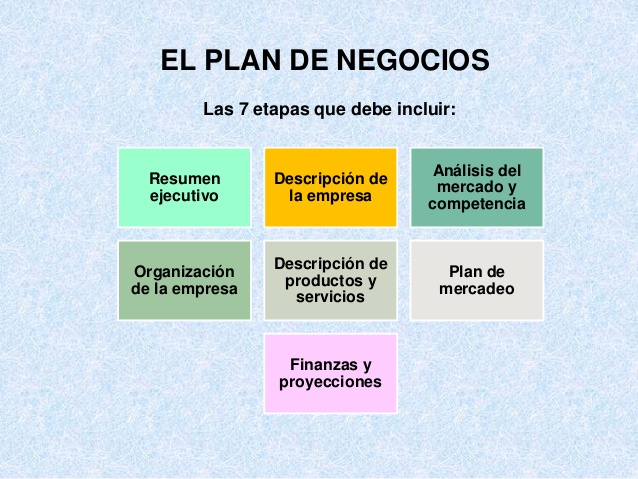 EL PLAN DE NEGOCIOS
Las 7 etapas que debe incluir:
Resumen
ejecutivo
Descripción de
la empresa
Análisis del
mercado y
competencia
Organización
de la empresa
Descripción de
productos y
servicios
Plan de
mercadeo
Finanzas y
proyecciones